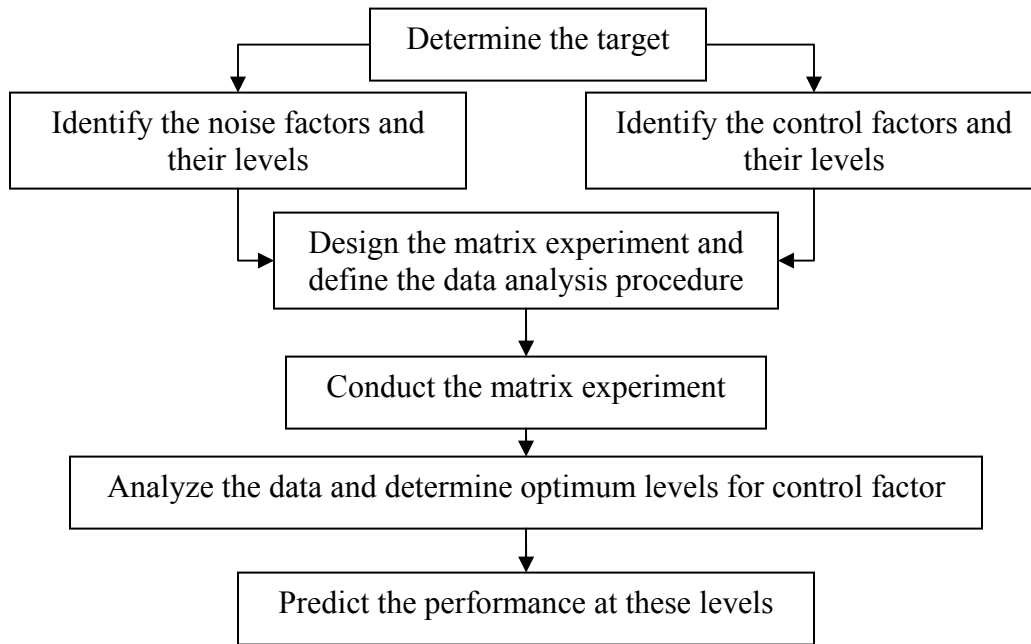 Determine the target
Identify the noise factors and
their levels
Identify the control factors and
their levels
Design the matrix experiment and
define the data analysis procedure
Conduct the matrix experiment
Analyze the data and determine optimum levels for control factor
Predict the performance at these levels